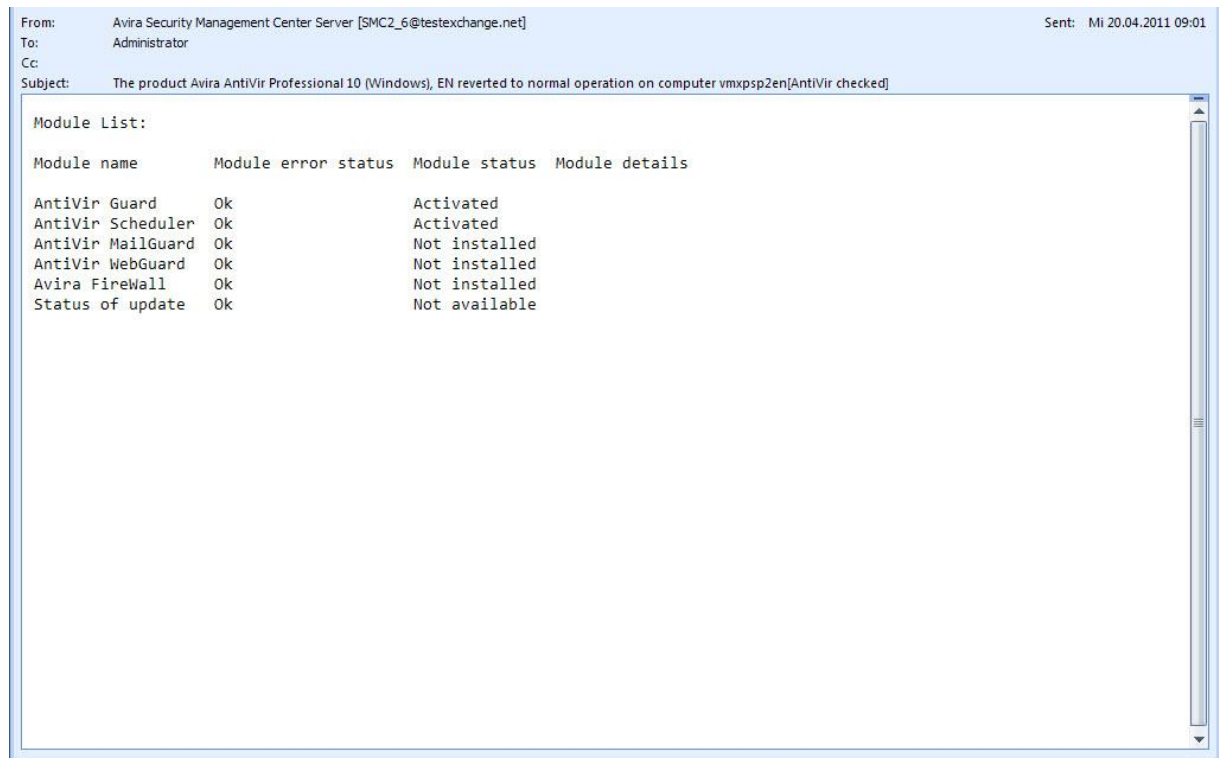 From: Avira Security Management Center Server [SMC2_6@testexchange.net] Sent: Mi 20.04.2011 09:01
To: Administrator
Cc:
Subject: The product Avira AntiVir Professional 10 (Windows), EN reverted to normal operation on computer vmxpsp2en[AntiVir checked]
Module List:
Module name Module error status Module status Module details
AntiVir Guard Ok Activated
AntiVir Scheduler Ok Activated
AntiVir MailGuard Ok Not installed
AntiVir WebGuard Ok Not installed
Avira FireWall Ok Not installed
Status of update Ok Not available